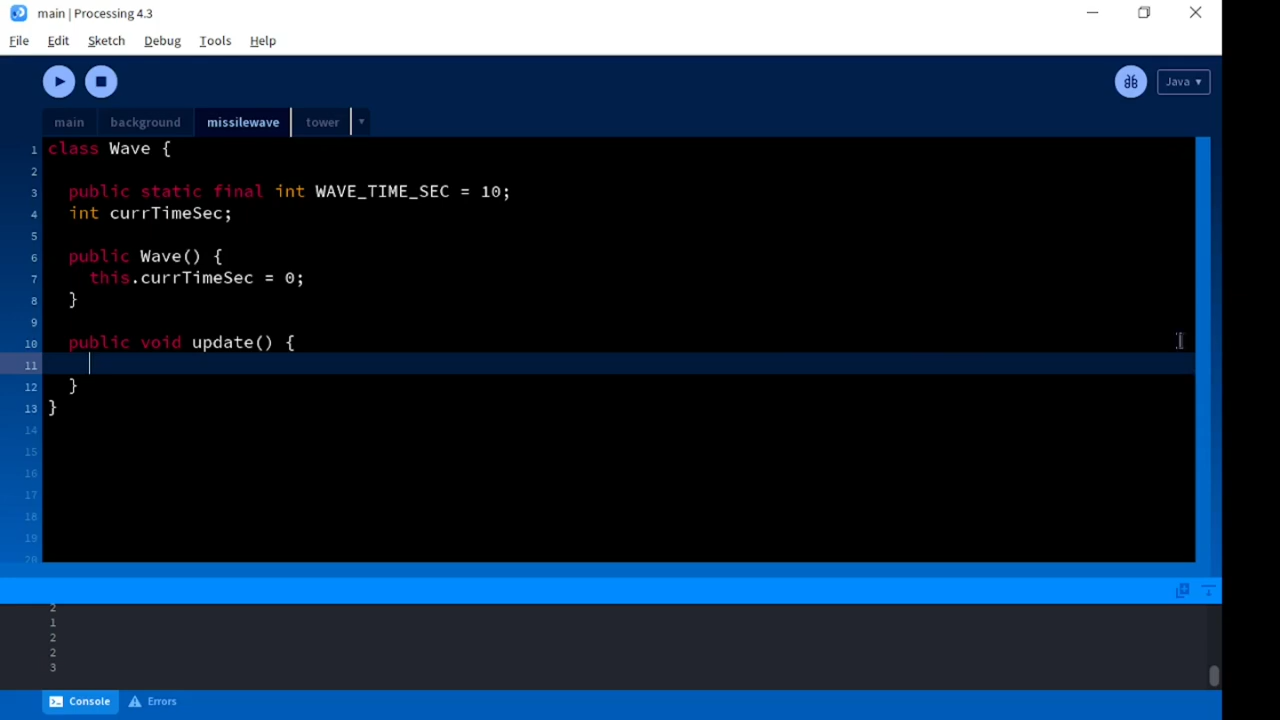 main | Processing 4.3
File Edit Sketch Debug Tools Help
Java ▾
main background missilewave tower ▾
1 class Wave {
2
3 public static final int WAVE_TIME_SEC = 10;
4 int currTimeSec;
5
6 public Wave() {
7 this.currTimeSec = 0;
8 }
9
10 public void update() {
11
12 }
13 }
14
15
16
17
18
19
20
2
1
2
2
3
Console Errors